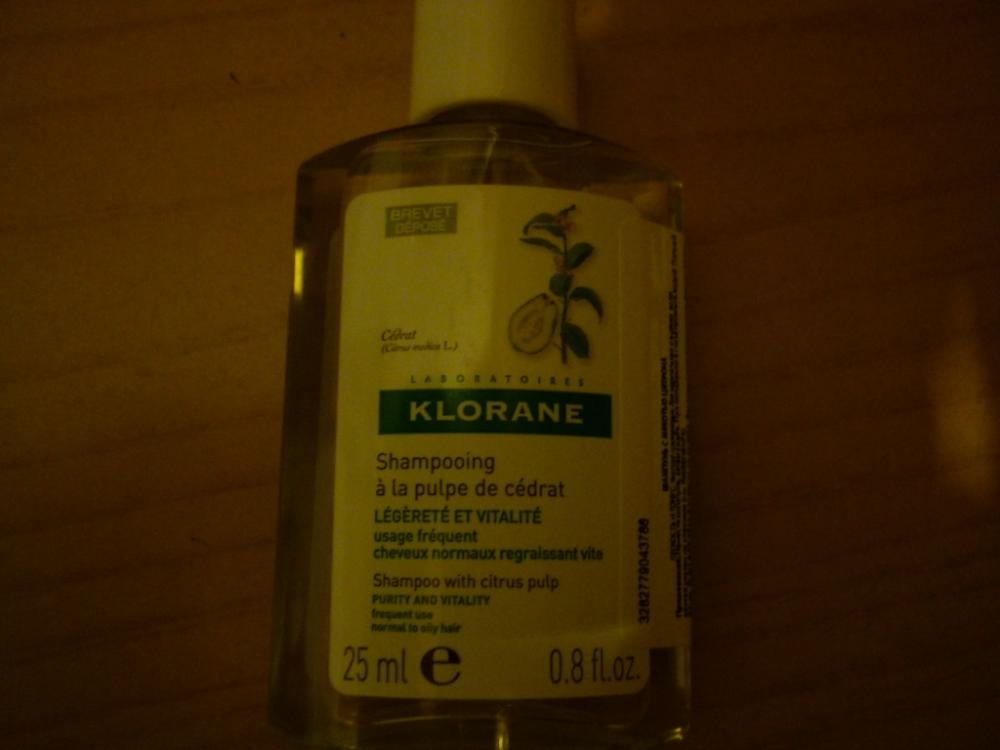 BREVET
DÉPOSÉ
Cédrat
(Citrus medica L.)
LABORATOIRES
KLORANE
Shampooing
à la pulpe de cédrat
LÉGÈRETÉ ET VITALITÉ
usage fréquent
cheveux normaux regraissant vite
Shampoo with citrus pulp
PURITY AND VITALITY
frequent use
normal to oily hair
25 ml e 0.8 fl.oz.
3282779043786